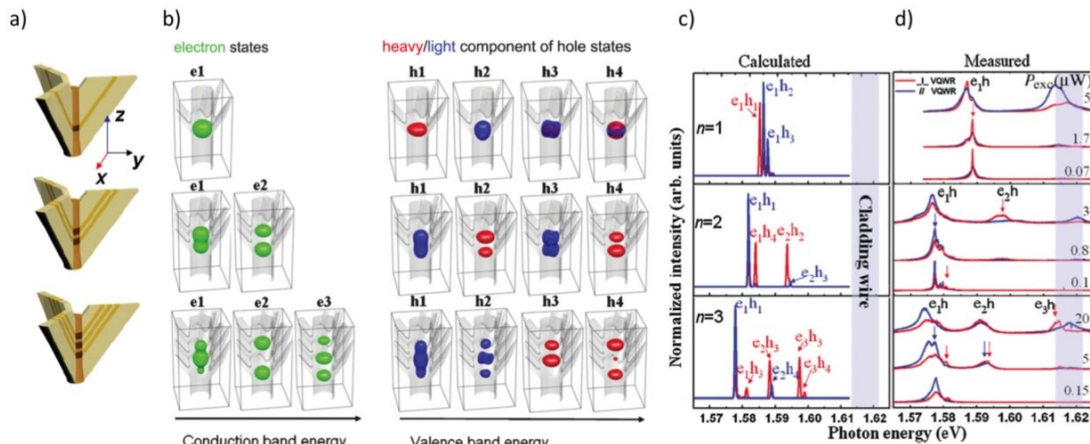 a)
z
y
x
b)
electron states
heavy/light component of hole states
e1
h1 h2 h3 h4
e1 e2
h1 h2 h3 h4
e1 e2 e3
h1 h2 h3 h4
Conduction band energy
Valence band energy
c)
Calculated
Normalized intensity (arb. units)
n=1
e1h1
e1h2
e1h3
n=2
e1h1
e1h4
e2h2
e2h3
n=3
e1h1
e1h3
e2h3
e2h4
e3h3
e3h4
Cladding wire
1.57 1.58 1.59 1.60 1.61 1.62
d)
Measured
_|_ VQWR
// VQWR
Pexc(μW)
e1h
5
1.7
0.07
e1h
e2h
3
0.8
0.1
e1h
e2h
e3h
20
5
0.15
1.57 1.58 1.59 1.60 1.61 1.62
Photon energy (eV)